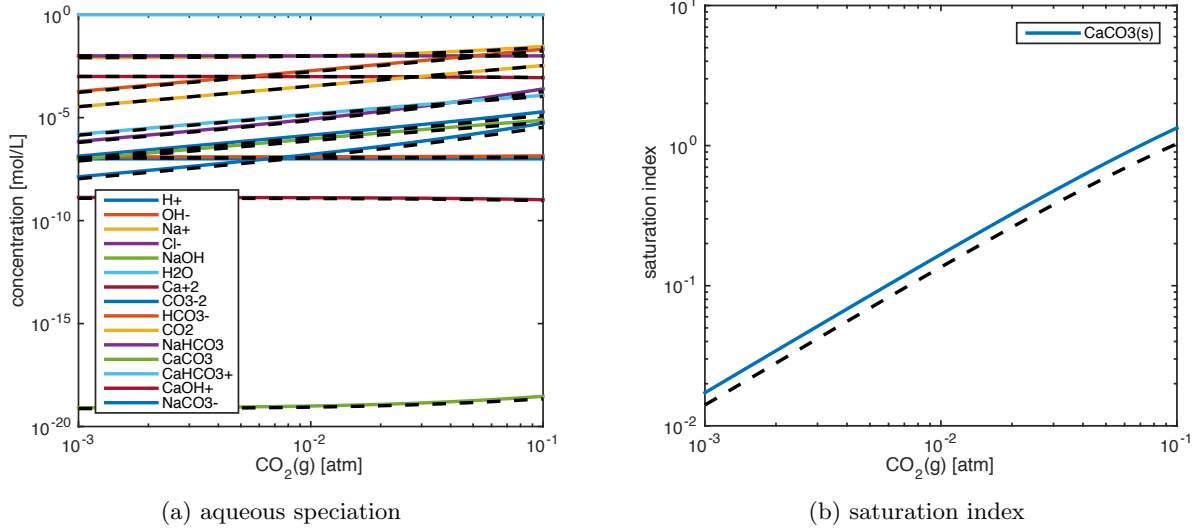 10^0
10^-5
10^-10
10^-15
10^-20
concentration [mol/L]
H+
OH-
Na+
Cl-
NaOH
H2O
Ca+2
CO3-2
HCO3-
CO2
NaHCO3
CaCO3
CaHCO3+
CaOH+
NaCO3-
10^-3
10^-2
10^-1
CO2(g) [atm]
(a) aqueous speciation
10^1
10^0
10^-1
10^-2
saturation index
CaCO3(s)
10^-3
10^-2
10^-1
CO2(g) [atm]
(b) saturation index